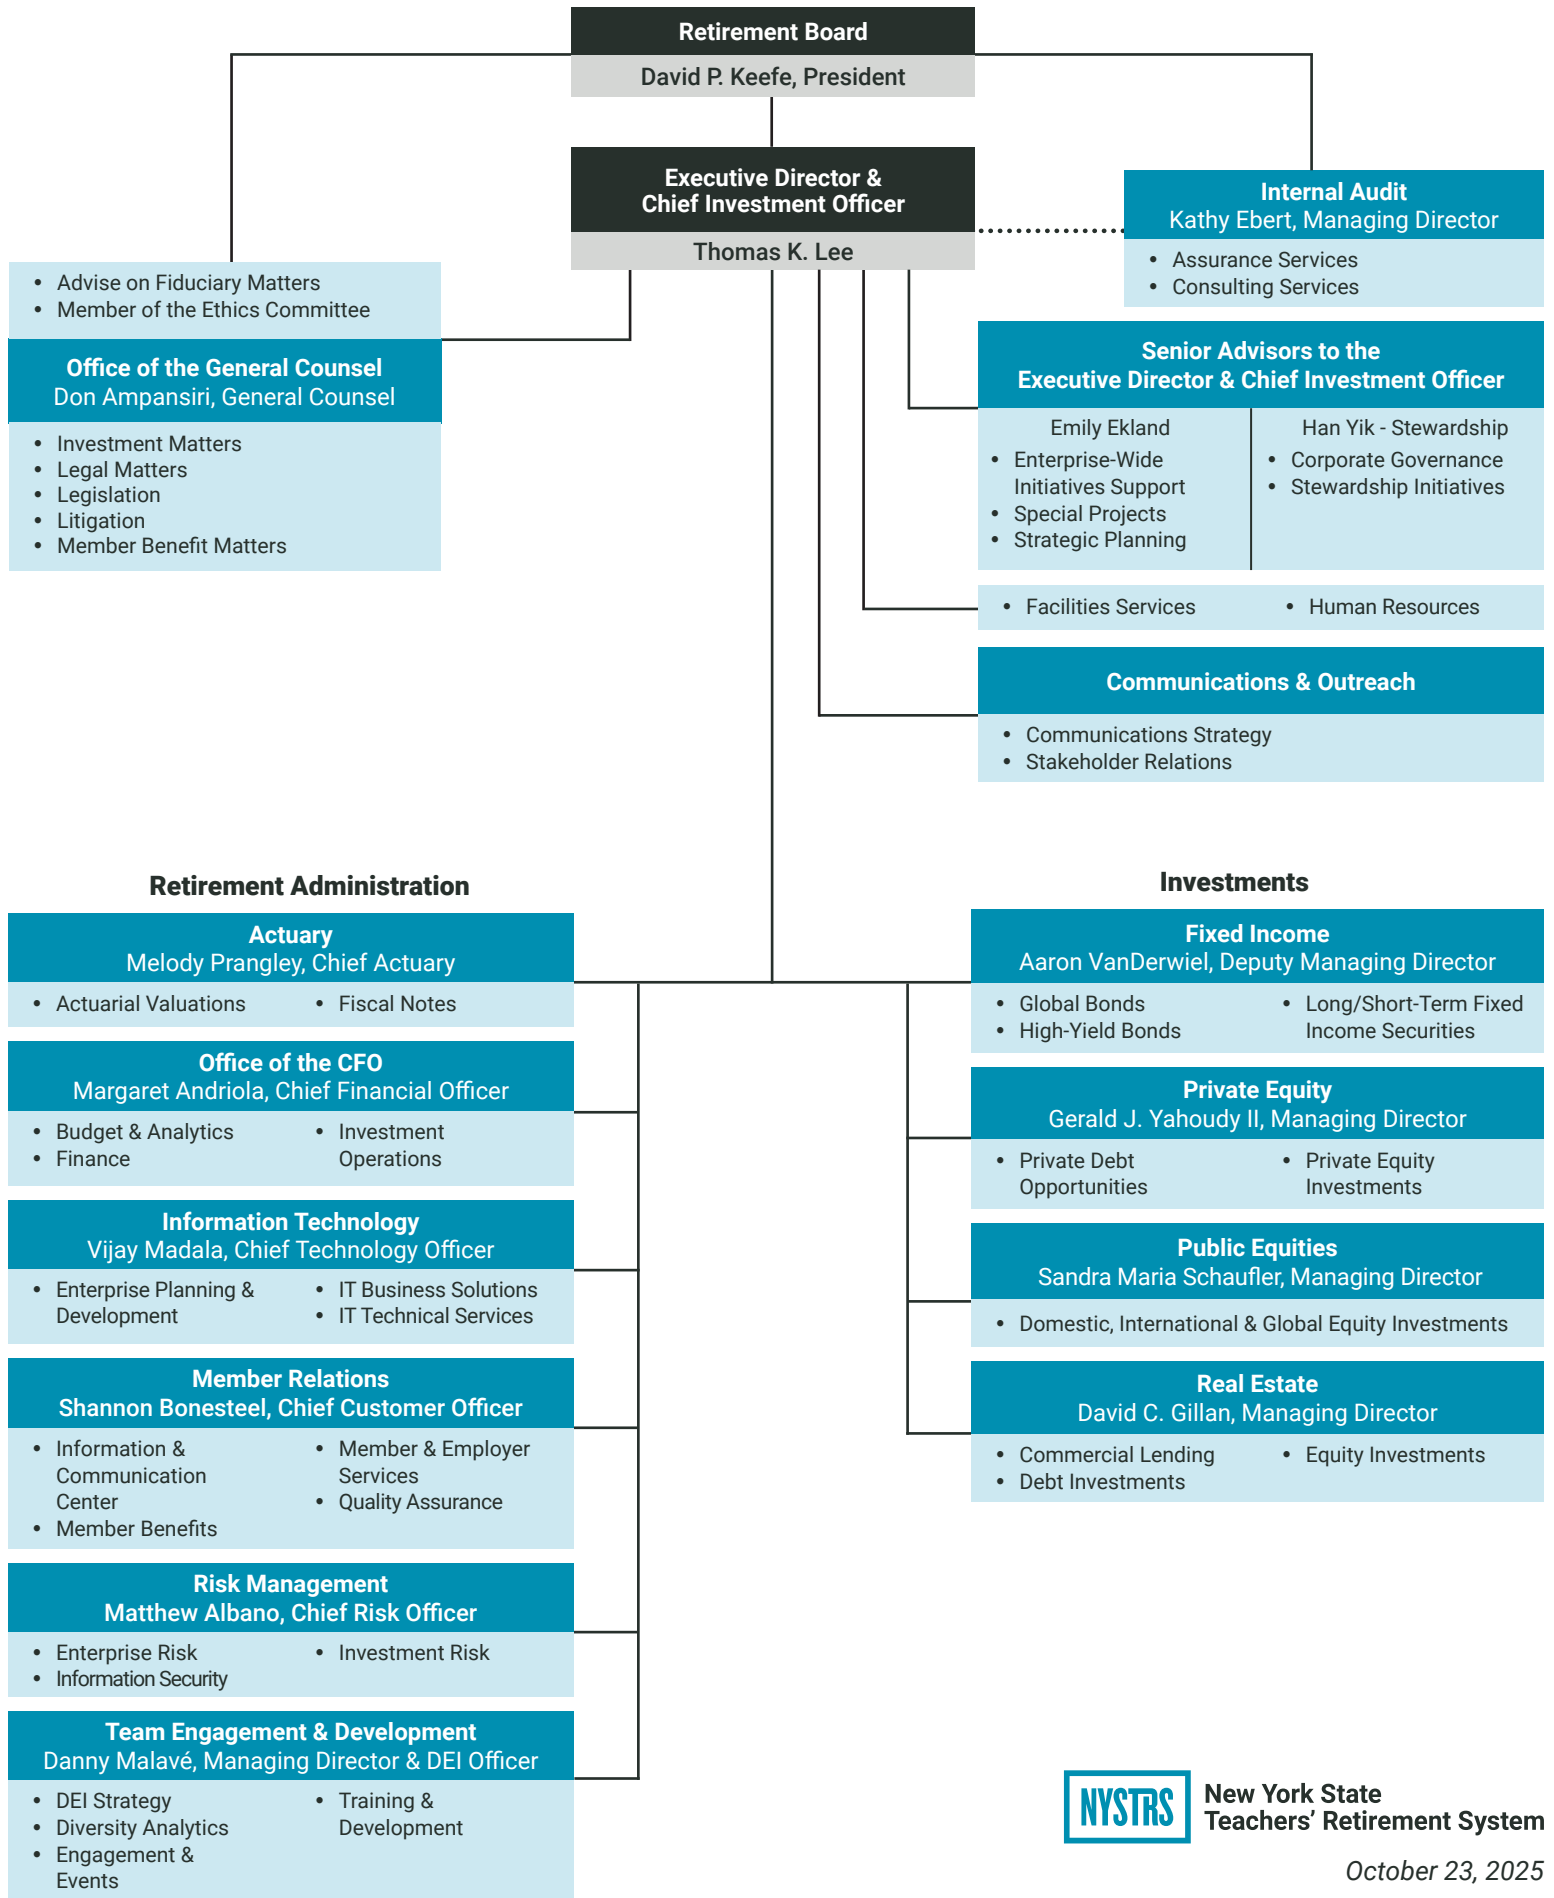 Retirement Board
David P. Keefe, President
Executive Director &
Chief Investment Officer
Thomas K. Lee
Internal Audit
Kathy Ebert, Managing Director
• Assurance Services
• Consulting Services
• Advise on Fiduciary Matters
• Member of the Ethics Committee
Office of the General Counsel
Don Ampansiri, General Counsel
• Investment Matters
• Legal Matters
• Legislation
• Litigation
• Member Benefit Matters
Senior Advisors to the
Executive Director & Chief Investment Officer
Emily Ekland
• Enterprise-Wide
Initiatives Support
• Special Projects
• Strategic Planning
Han Yik - Stewardship
• Corporate Governance
• Stewardship Initiatives
• Facilities Services
• Human Resources
Communications & Outreach
• Communications Strategy
• Stakeholder Relations
Retirement Administration
Actuary
Melody Prangley, Chief Actuary
• Actuarial Valuations
• Fiscal Notes
Office of the CFO
Margaret Andriola, Chief Financial Officer
• Budget & Analytics
• Finance
• Investment
Operations
Information Technology
Vijay Madala, Chief Technology Officer
• Enterprise Planning &
Development
• IT Business Solutions
• IT Technical Services
Member Relations
Shannon Bonesteel, Chief Customer Officer
• Information &
Communication
Center
• Member Benefits
• Member & Employer
Services
• Quality Assurance
Risk Management
Matthew Albano, Chief Risk Officer
• Enterprise Risk
• Information Security
• Investment Risk
Team Engagement & Development
Danny Malavé, Managing Director & DEI Officer
• DEI Strategy
• Diversity Analytics
• Engagement &
Events
• Training &
Development
Investments
Fixed Income
Aaron VanDerwiel, Deputy Managing Director
• Global Bonds
• High-Yield Bonds
• Long/Short-Term Fixed
Income Securities
Private Equity
Gerald J. Yahoudy II, Managing Director
• Private Debt
Opportunities
• Private Equity
Investments
Public Equities
Sandra Maria Schaufler, Managing Director
• Domestic, International & Global Equity Investments
Real Estate
David C. Gillan, Managing Director
• Commercial Lending
• Debt Investments
• Equity Investments
NYSTRS
New York State
Teachers’ Retirement System
October 23, 2025